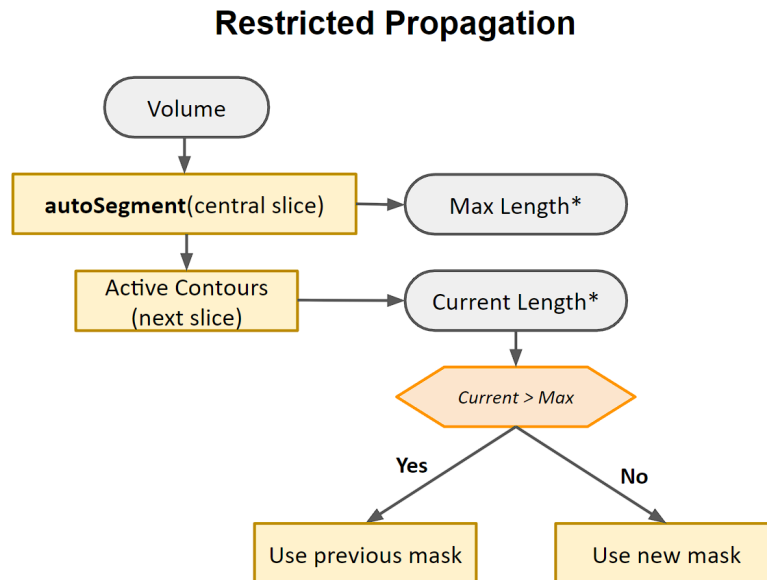 Restricted Propagation
Volume
autoSegment(central slice)
Max Length*
Active Contours
(next slice)
Current Length*
Current > Max
Yes
No
Use previous mask
Use new mask